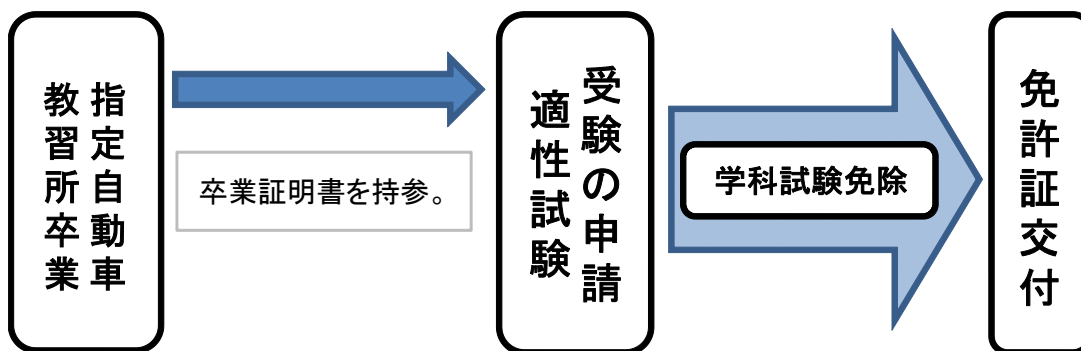 指定自動車
教習所卒業
卒業証明書を持参。
受験の申請
適性試験
学科試験免除
免許証交付